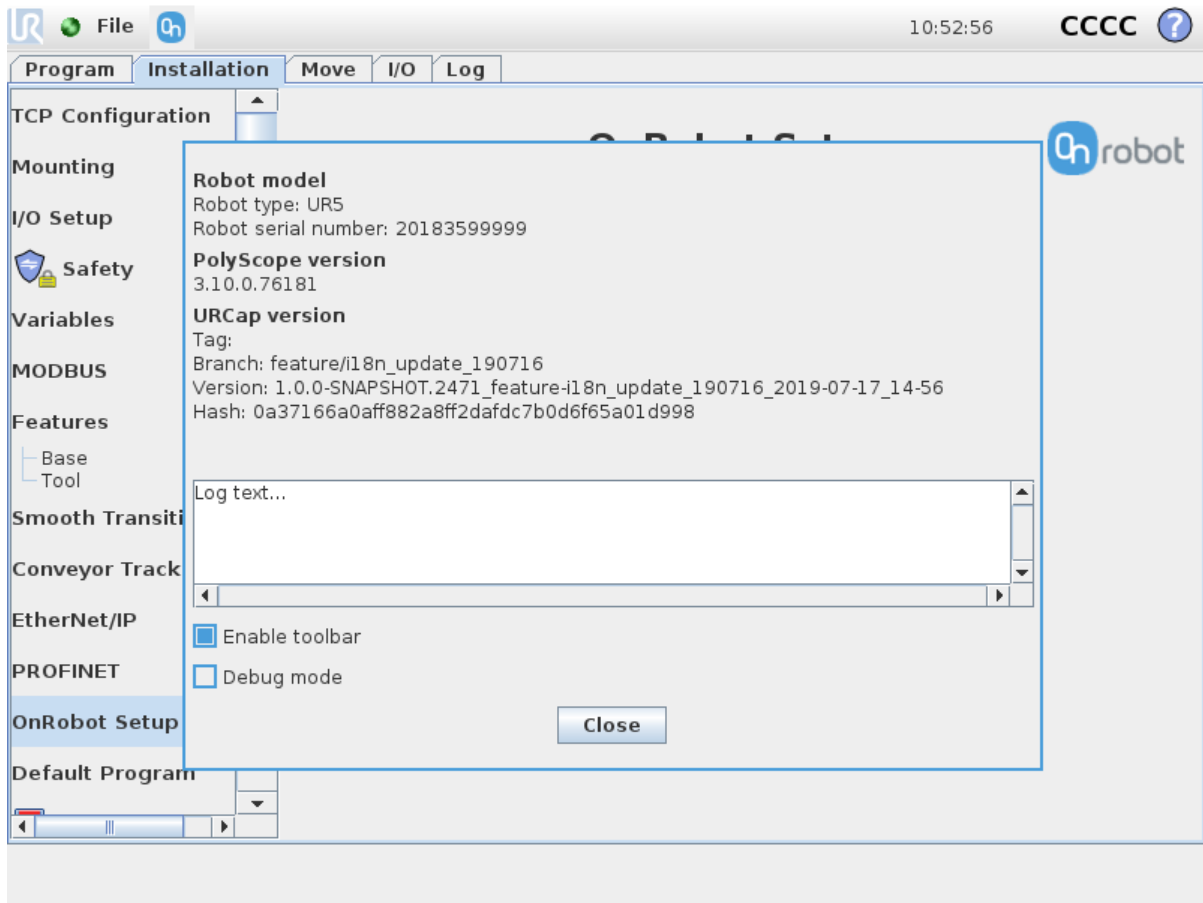 File
10:52:56
CCCC
?
Program
Installation
Move
I/O
Log
TCP Configuration
Mounting
I/O Setup
Safety
Variables
MODBUS
Features
Base
Tool
Smooth Transiti
Conveyor Track
EtherNet/IP
PROFINET
OnRobot Setup
Default Program
On robot
Robot model
Robot type: UR5
Robot serial number: 20183599999
PolyScope version
3.10.0.76181
URCap version
Tag:
Branch: feature/i18n_update_190716
Version: 1.0.0-SNAPSHOT.2471_feature-i18n_update_190716_2019-07-17_14-56
Hash: 0a37166a0aff882a8ff2dafdc7b0d6f65a01d998
Log text...
Enable toolbar
Debug mode
Close